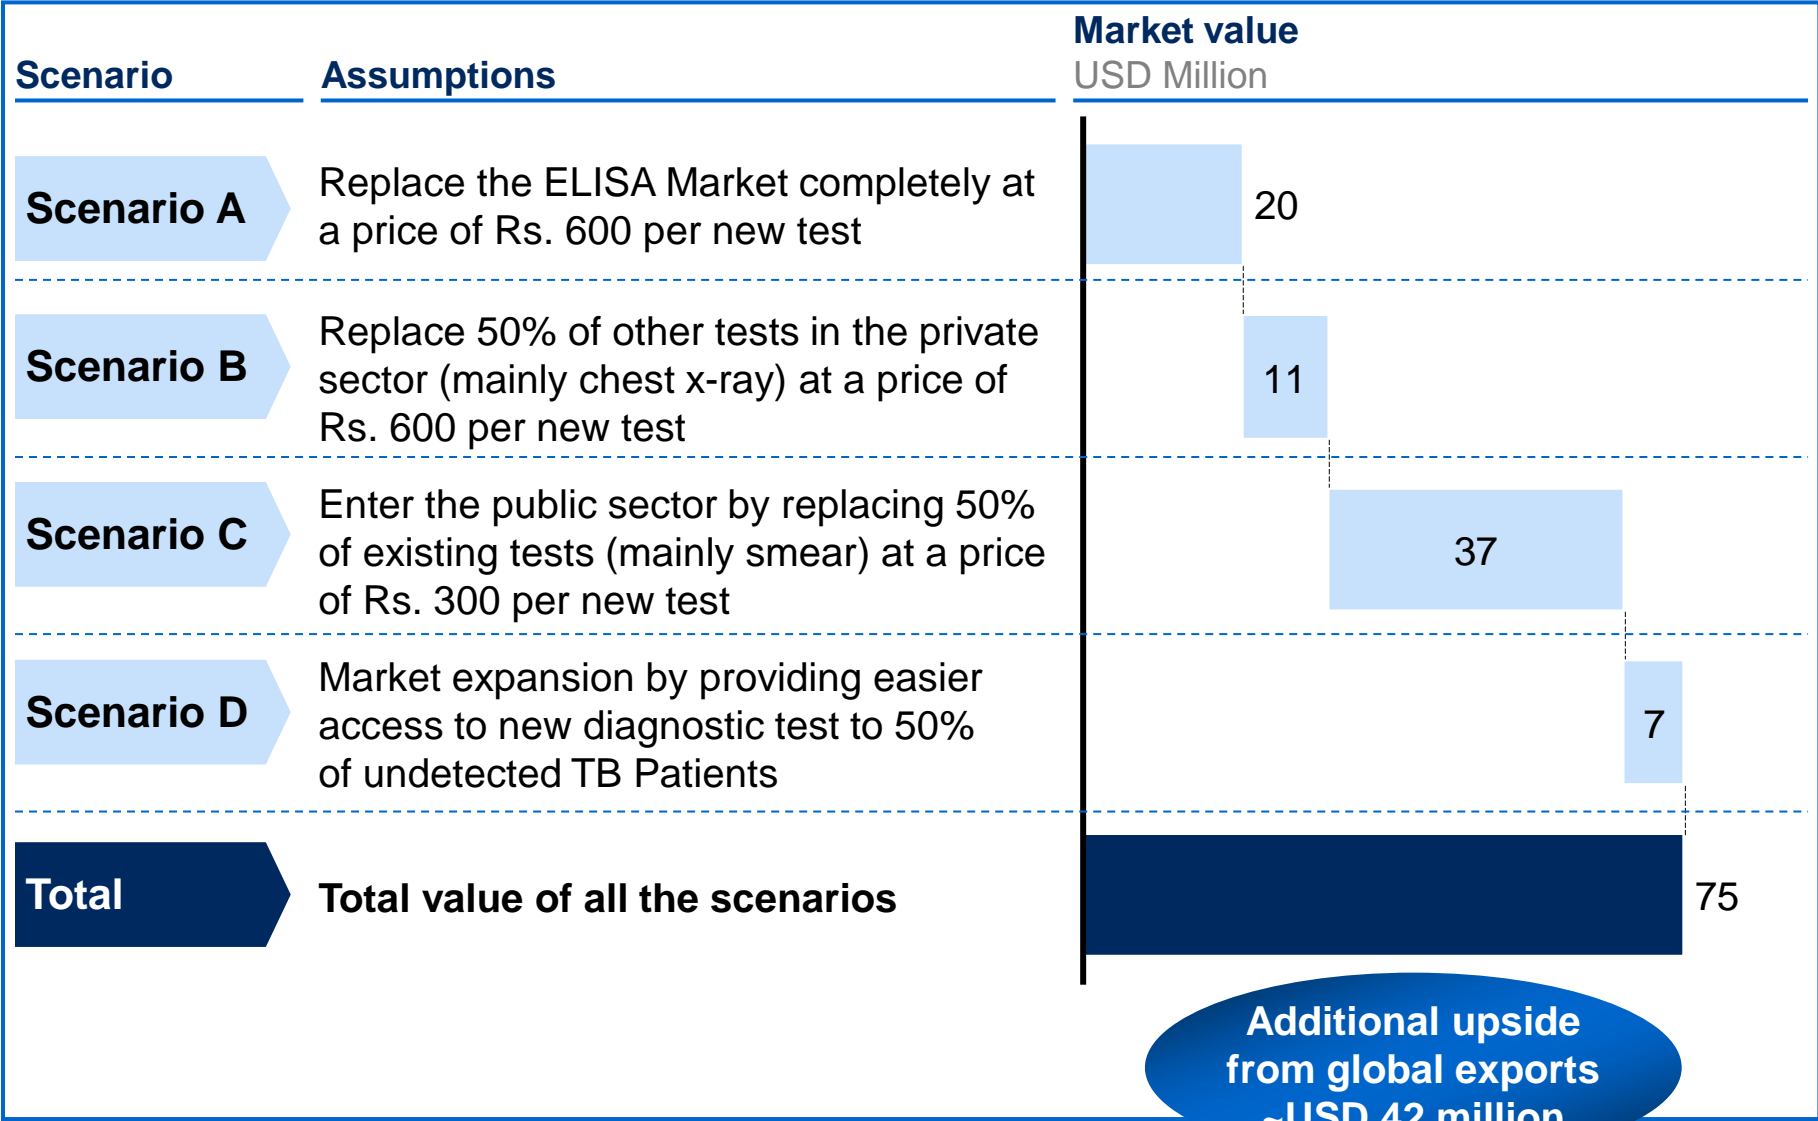 Scenario
Assumptions
Market value
USD Million
Scenario A
Replace the ELISA Market completely at
a price of Rs. 600 per new test
20
Scenario B
Replace 50% of other tests in the private
sector (mainly chest x-ray) at a price of
Rs. 600 per new test
11
Scenario C
Enter the public sector by replacing 50%
of existing tests (mainly smear) at a price
of Rs. 300 per new test
37
Scenario D
Market expansion by providing easier
access to new diagnostic test to 50%
of undetected TB Patients
7
Total
Total value of all the scenarios
75
Additional upside
from global exports
~USD 42 million